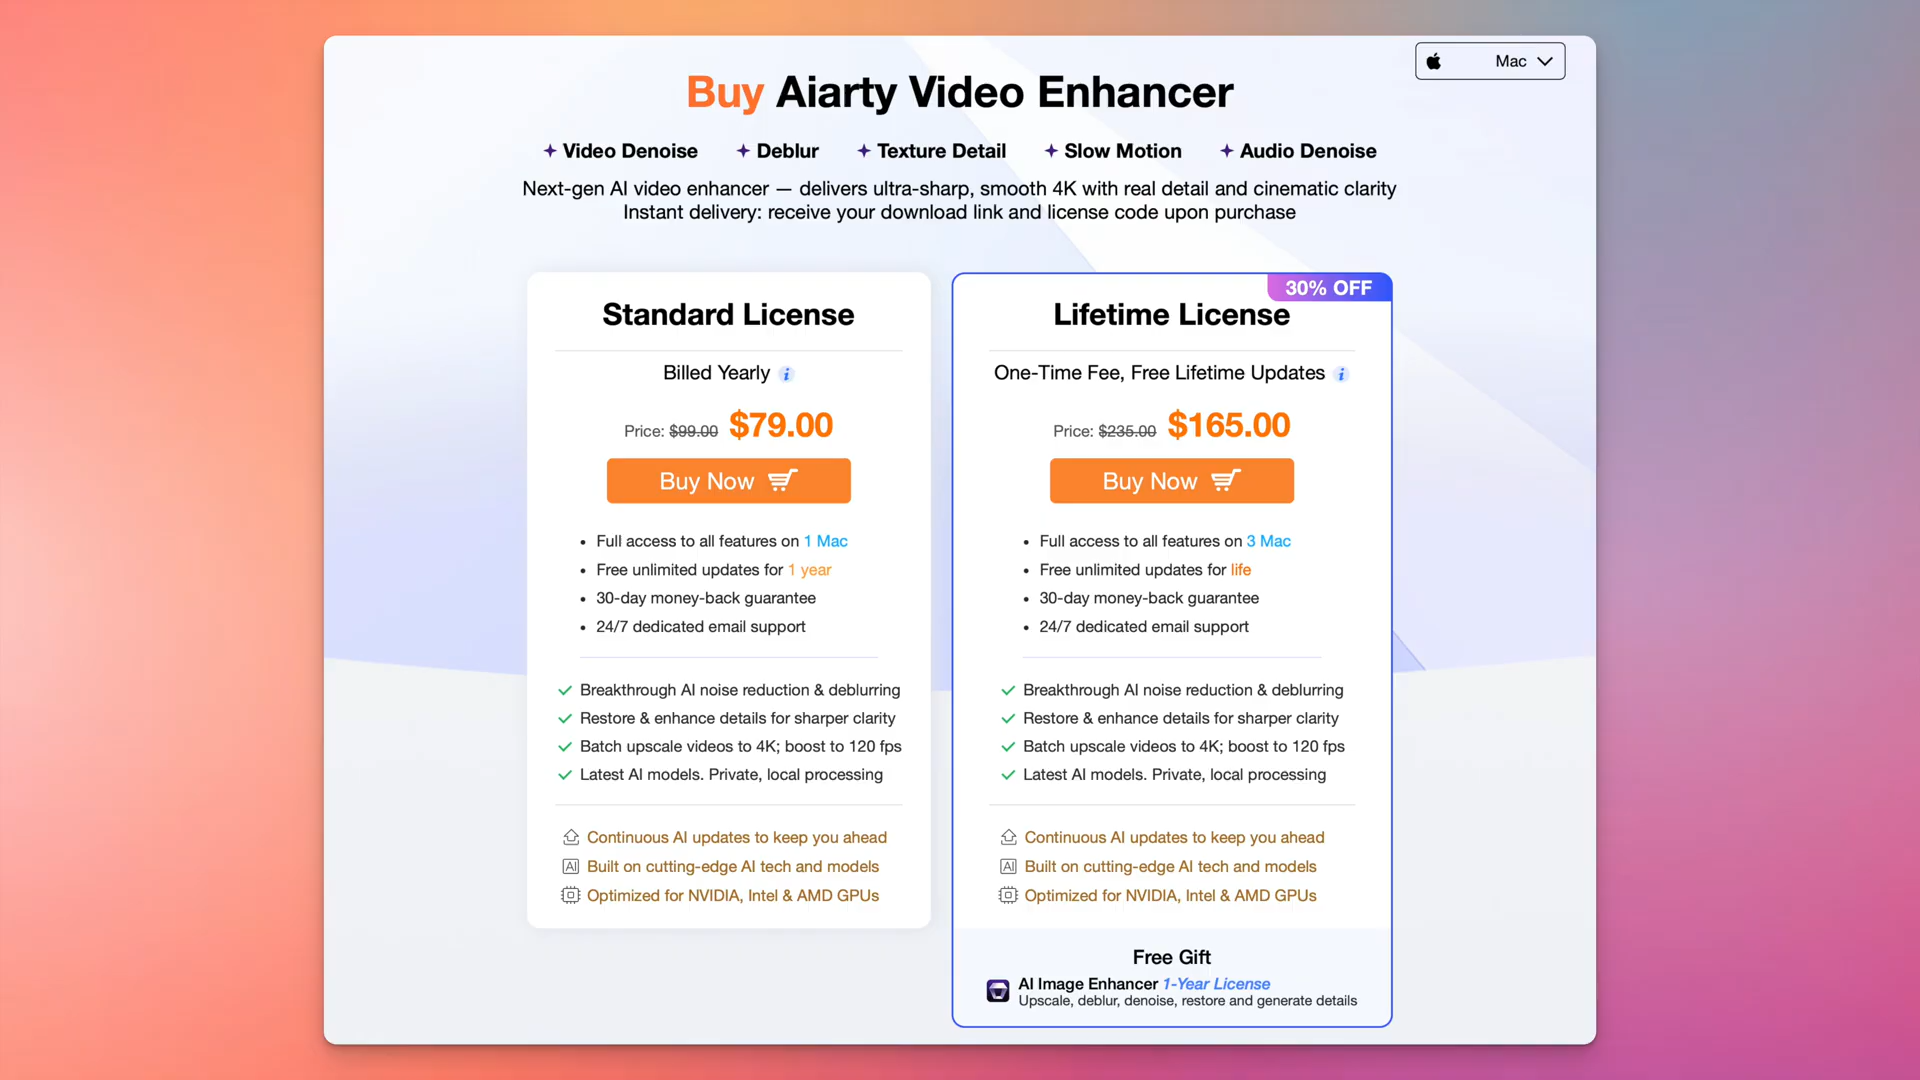 Mac
Buy Aiarty Video Enhancer
Video Denoise Deblur Texture Detail Slow Motion Audio Denoise
Next-gen AI video enhancer — delivers ultra-sharp, smooth 4K with real detail and cinematic clarity
Instant delivery: receive your download link and license code upon purchase
Standard License
Billed Yearly i
Price: $99.00 $79.00
Buy Now
• Full access to all features on 1 Mac
• Free unlimited updates for 1 year
• 30-day money-back guarantee
• 24/7 dedicated email support
Breakthrough AI noise reduction & deblurring
Restore & enhance details for sharper clarity
Batch upscale videos to 4K; boost to 120 fps
Latest AI models. Private, local processing
Continuous AI updates to keep you ahead
AI Built on cutting-edge AI tech and models
Optimized for NVIDIA, Intel & AMD GPUs
30% OFF
Lifetime License
One-Time Fee, Free Lifetime Updates i
Price: $235.00 $165.00
Buy Now
• Full access to all features on 3 Mac
• Free unlimited updates for life
• 30-day money-back guarantee
• 24/7 dedicated email support
Breakthrough AI noise reduction & deblurring
Restore & enhance details for sharper clarity
Batch upscale videos to 4K; boost to 120 fps
Latest AI models. Private, local processing
Continuous AI updates to keep you ahead
AI Built on cutting-edge AI tech and models
Optimized for NVIDIA, Intel & AMD GPUs
Free Gift
AI Image Enhancer 1-Year License
Upscale, deblur, denoise, restore and generate details